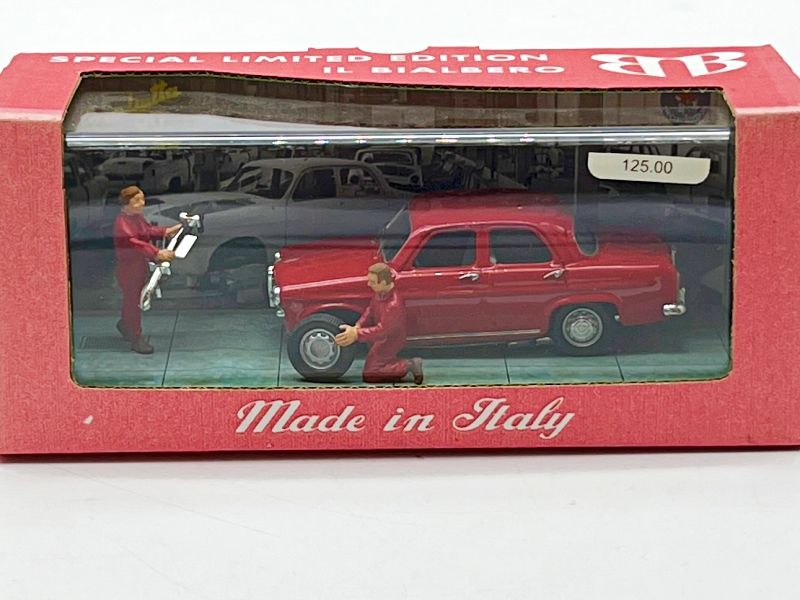 SPECIAL LIMITED EDITION
IL BIALBERO
BB
125.00
Made in Italy